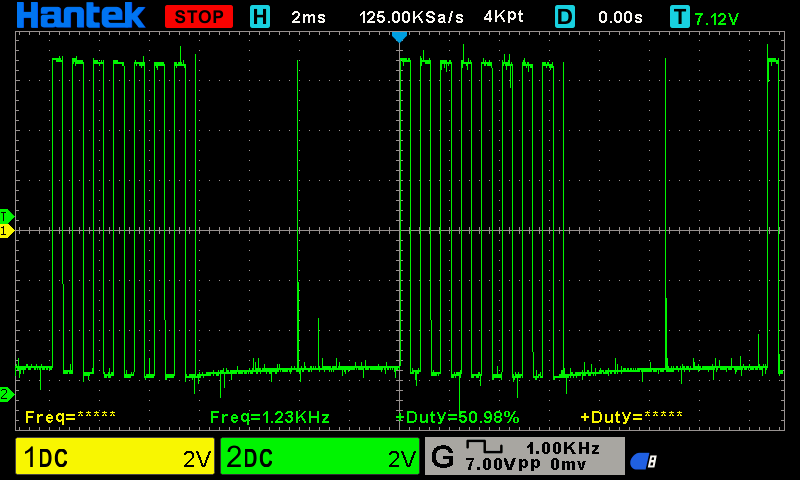 Hantek STOP H 2ms 125.00KSa/s 4Kpt D 0.00s T 7.12V
T
1
2
Freq=***** Freq=1.23KHz +Duty=50.98% +Duty=*****
1DC 2V 2DC 2V G 1.00KHz
7.00Vpp 0mv